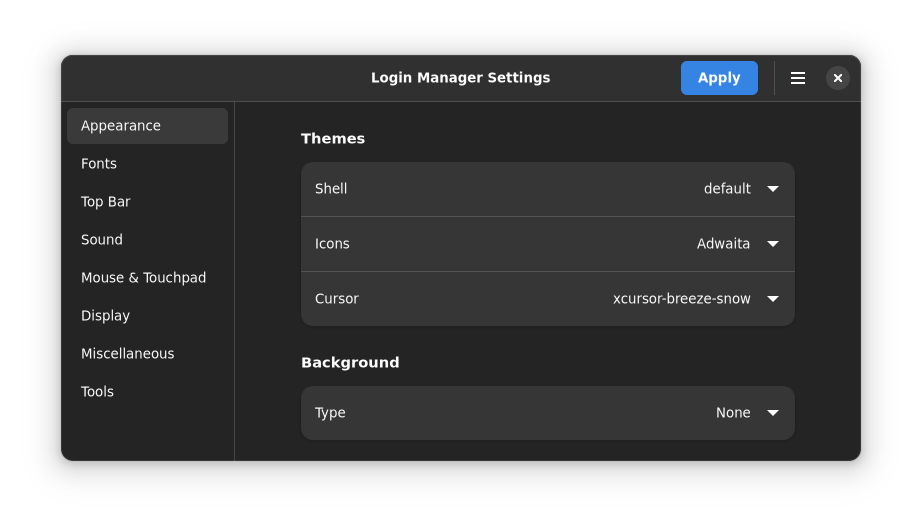 Login Manager Settings
Apply
Appearance
Fonts
Top Bar
Sound
Mouse & Touchpad
Display
Miscellaneous
Tools
Themes
Shell default
Icons Adwaita
Cursor xcursor-breeze-snow
Background
Type None